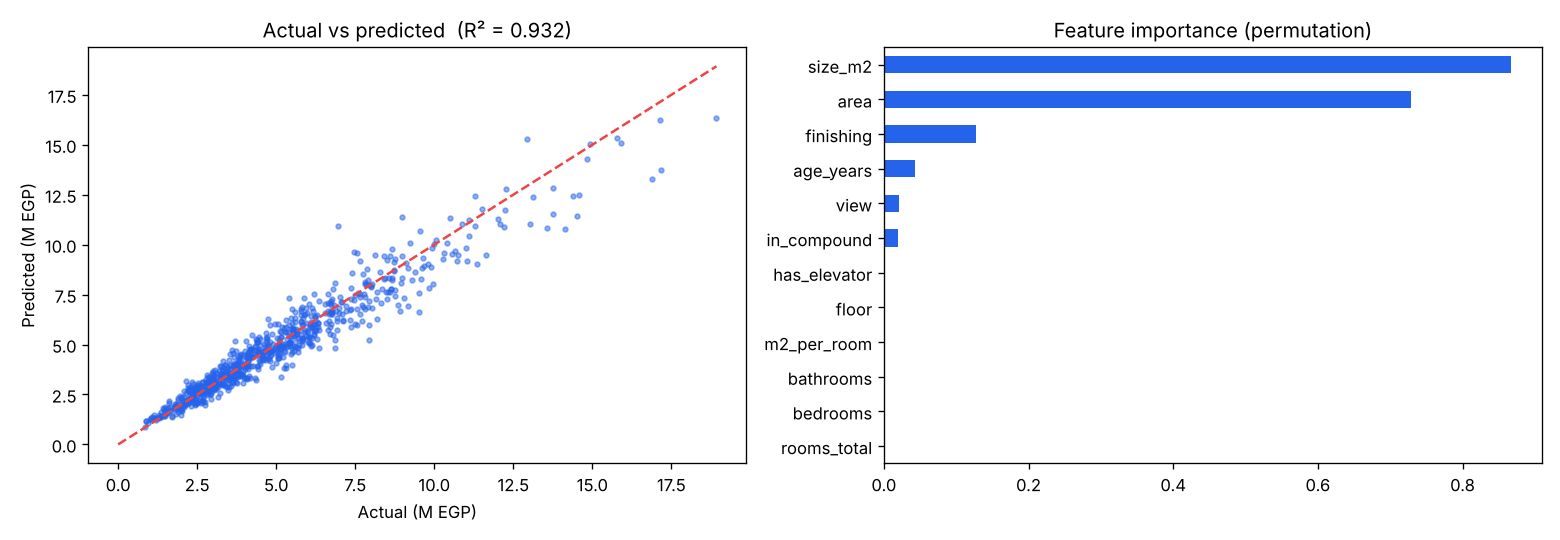 Actual vs predicted  (R² = 0.932)
Predicted (M EGP)
17.5
15.0
12.5
10.0
7.5
5.0
2.5
0.0
0.0 2.5 5.0 7.5 10.0 12.5 15.0 17.5
Actual (M EGP)
Feature importance (permutation)
size_m2
area
finishing
age_years
view
in_compound
has_elevator
floor
m2_per_room
bathrooms
bedrooms
rooms_total
0.0 0.2 0.4 0.6 0.8